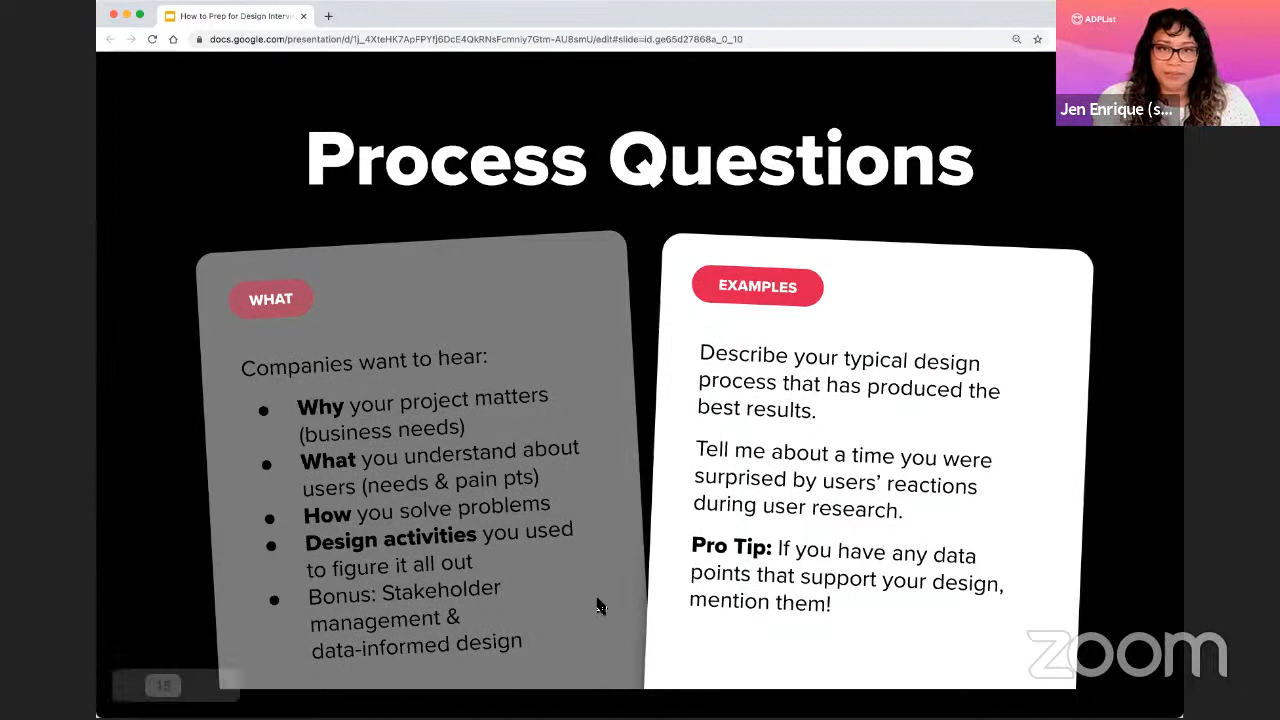 How to Prep for Design Intervi
docs.google.com/presentation/d/1j_4XteHK7ApFPYfj6DcE4QkRNsFcmniy7Gtm-AU8smU/edit#slide=id.ge65d27868a_0_10
ADPList
Jen Enrique (s...
Process Questions
WHAT
Companies want to hear:
● Why your project matters
(business needs)
● What you understand about
users (needs & pain pts)
● How you solve problems
● Design activities you used
to figure it all out
● Bonus: Stakeholder
management &
data-informed design
15
EXAMPLES
Describe your typical design
process that has produced the
best results.
Tell me about a time you were
surprised by users’ reactions
during user research.
Pro Tip: If you have any data
points that support your design,
mention them!
zoom